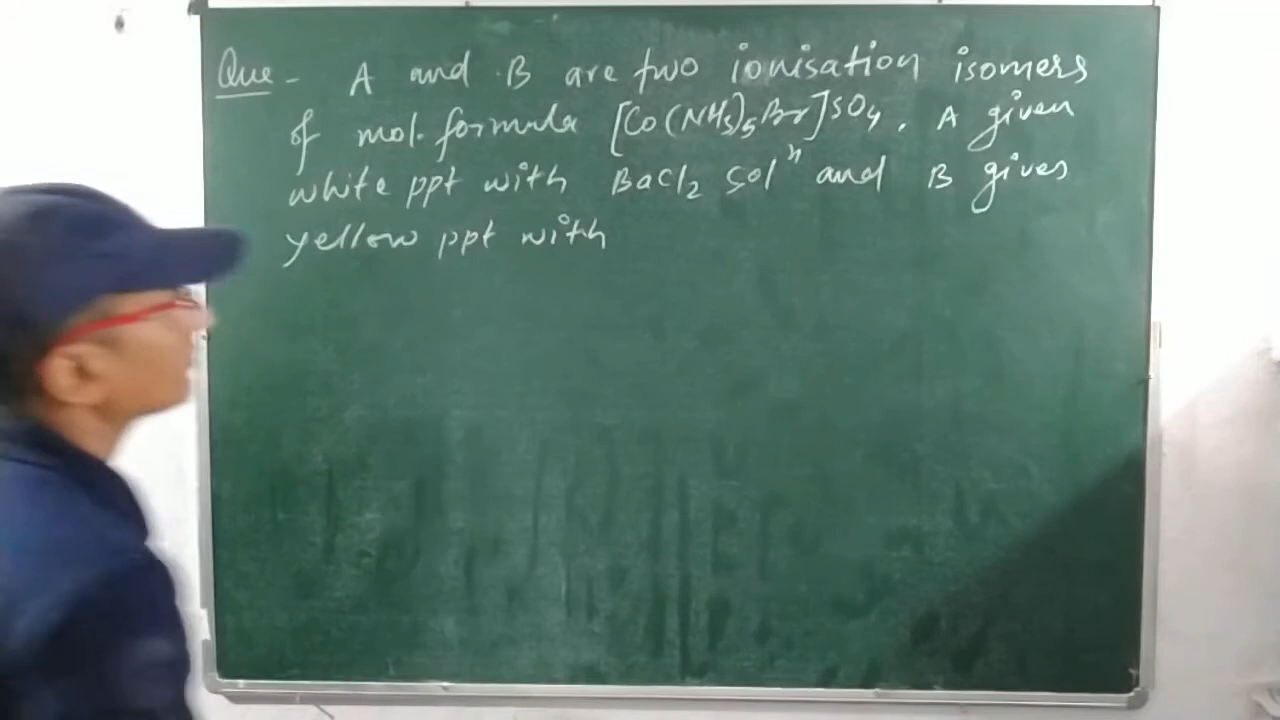 Que - A and B are two ionisation isomers
of mol. formula [Co(NH3)5Br]SO4. A given
white ppt with BaCl2 solⁿ and B gives
yellow ppt with